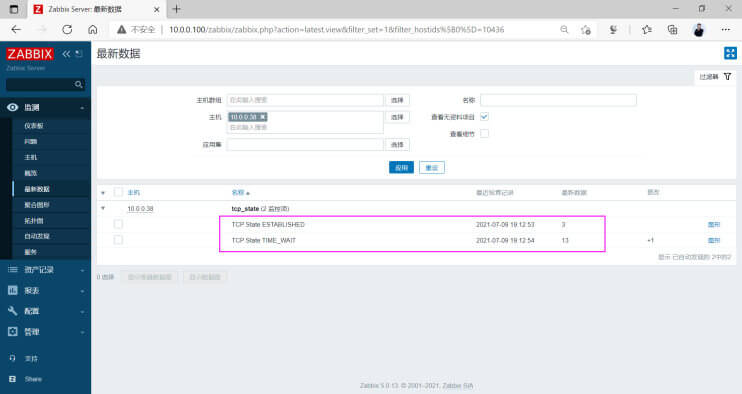 Zabbix Server: 最新数据
不安全 | 10.0.0.100/zabbix/zabbix.php?action=latest.view&filter_set=1&filter_hostids%5B0%5D=10436
ZABBIX
Zabbix Server
监测
仪表板
问题
主机
概览
最新数据
聚合图形
拓扑图
自动发现
服务
资产记录
报表
配置
管理
支持
Share
最新数据
过滤器
主机群组 在此输入搜索 选择
名称
主机 10.0.0.38 选择
在此输入搜索
查看无资料项目
查看细节
应用集 选择
应用 重设
主机 名称 最近检查记录 最新数据 更改
10.0.0.38 tcp_state (2 监控项)
TCP State ESTABLISHED 2021-07-09 19:12:53 3 图形
TCP State TIME_WAIT 2021-07-09 19:12:54 13 +1 图形
显示 已自动发现的 2中的2
0 选择 显示堆叠数据图 显示数据图
Zabbix 5.0.13. © 2001–2021, Zabbix SIA